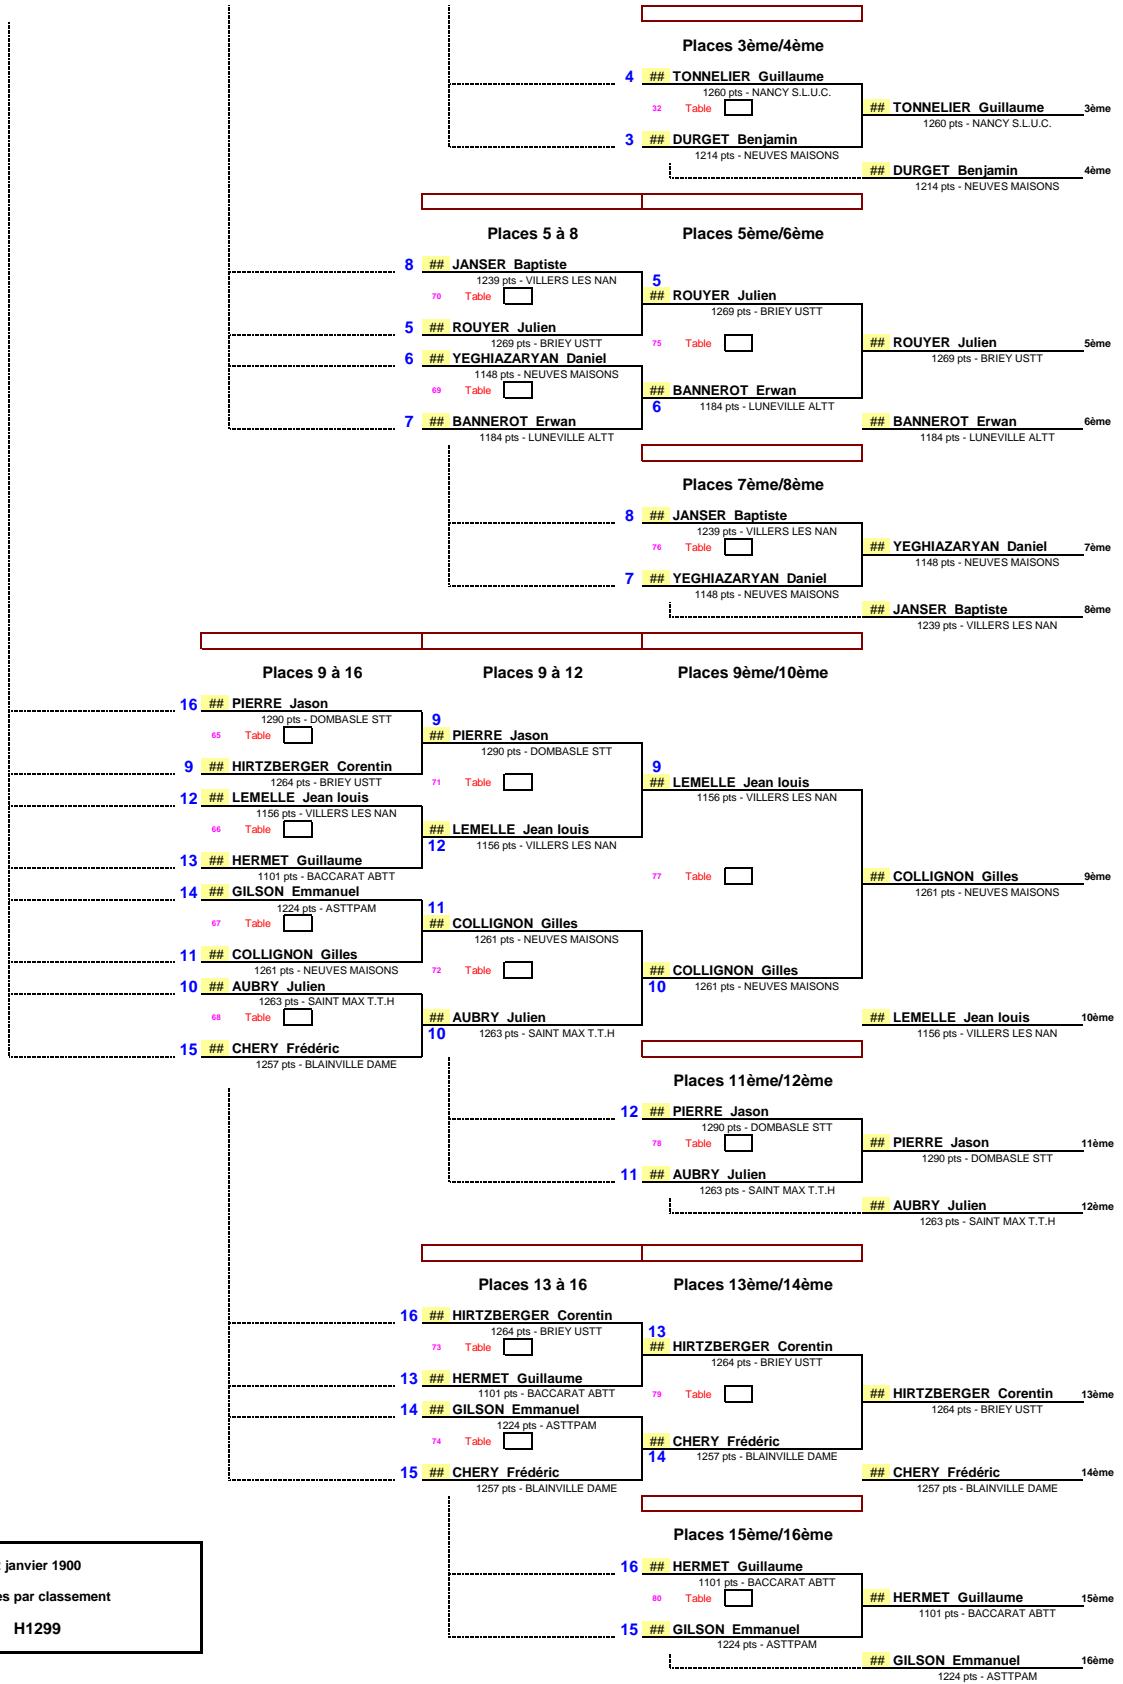 Places 3ème/4ème
4 ## TONNELIER Guillaume
1260 pts - NANCY S.L.U.C.
32 Table
## TONNELIER Guillaume 3ème
1260 pts - NANCY S.L.U.C.
3 ## DURGET Benjamin
1214 pts - NEUVES MAISONS
## DURGET Benjamin 4ème
1214 pts - NEUVES MAISONS
Places 5 à 8
Places 5ème/6ème
8 ## JANSER Baptiste
1239 pts - VILLERS LES NAN
70 Table
5
## ROUYER Julien
1269 pts - BRIEY USTT
5 ## ROUYER Julien
1269 pts - BRIEY USTT
75 Table
## ROUYER Julien 5ème
1269 pts - BRIEY USTT
6 ## YEGHIAZARYAN Daniel
1148 pts - NEUVES MAISONS
69 Table
## BANNEROT Erwan
6 1184 pts - LUNEVILLE ALTT
7 ## BANNEROT Erwan
1184 pts - LUNEVILLE ALTT
## BANNEROT Erwan 6ème
1184 pts - LUNEVILLE ALTT
Places 7ème/8ème
8 ## JANSER Baptiste
1239 pts - VILLERS LES NAN
76 Table
## YEGHIAZARYAN Daniel 7ème
1148 pts - NEUVES MAISONS
7 ## YEGHIAZARYAN Daniel
1148 pts - NEUVES MAISONS
## JANSER Baptiste 8ème
1239 pts - VILLERS LES NAN
Places 9 à 16
Places 9 à 12
Places 9ème/10ème
16 ## PIERRE Jason
1290 pts - DOMBASLE STT
65 Table
9
## PIERRE Jason
1290 pts - DOMBASLE STT
9 ## HIRTZBERGER Corentin
1264 pts - BRIEY USTT
71 Table
9
## LEMELLE Jean louis
1156 pts - VILLERS LES NAN
12 ## LEMELLE Jean louis
1156 pts - VILLERS LES NAN
66 Table
## LEMELLE Jean louis
12 1156 pts - VILLERS LES NAN
13 ## HERMET Guillaume
1101 pts - BACCARAT ABTT
77 Table
## COLLIGNON Gilles 9ème
1261 pts - NEUVES MAISONS
14 ## GILSON Emmanuel
1224 pts - ASTTPAM
67 Table
11
## COLLIGNON Gilles
1261 pts - NEUVES MAISONS
11 ## COLLIGNON Gilles
1261 pts - NEUVES MAISONS
72 Table
## COLLIGNON Gilles
10 1261 pts - NEUVES MAISONS
10 ## AUBRY Julien
1263 pts - SAINT MAX T.T.H
68 Table
## AUBRY Julien
10 1263 pts - SAINT MAX T.T.H
## LEMELLE Jean louis 10ème
1156 pts - VILLERS LES NAN
15 ## CHERY Frédéric
1257 pts - BLAINVILLE DAME
Places 11ème/12ème
12 ## PIERRE Jason
1290 pts - DOMBASLE STT
78 Table
## PIERRE Jason 11ème
1290 pts - DOMBASLE STT
11 ## AUBRY Julien
1263 pts - SAINT MAX T.T.H
## AUBRY Julien 12ème
1263 pts - SAINT MAX T.T.H
Places 13 à 16
Places 13ème/14ème
16 ## HIRTZBERGER Corentin
1264 pts - BRIEY USTT
73 Table
13
## HIRTZBERGER Corentin
1264 pts - BRIEY USTT
13 ## HERMET Guillaume
1101 pts - BACCARAT ABTT
79 Table
## HIRTZBERGER Corentin 13ème
1264 pts - BRIEY USTT
14 ## GILSON Emmanuel
1224 pts - ASTTPAM
74 Table
## CHERY Frédéric
14 1257 pts - BLAINVILLE DAME
15 ## CHERY Frédéric
1257 pts - BLAINVILLE DAME
## CHERY Frédéric 14ème
1257 pts - BLAINVILLE DAME
Places 15ème/16ème
janvier 1900
16 ## HERMET Guillaume
1101 pts - BACCARAT ABTT
80 Table
## HERMET Guillaume 15ème
1101 pts - BACCARAT ABTT
par classement
H1299
15 ## GILSON Emmanuel
1224 pts - ASTTPAM
## GILSON Emmanuel 16ème
1224 pts - ASTTPAM